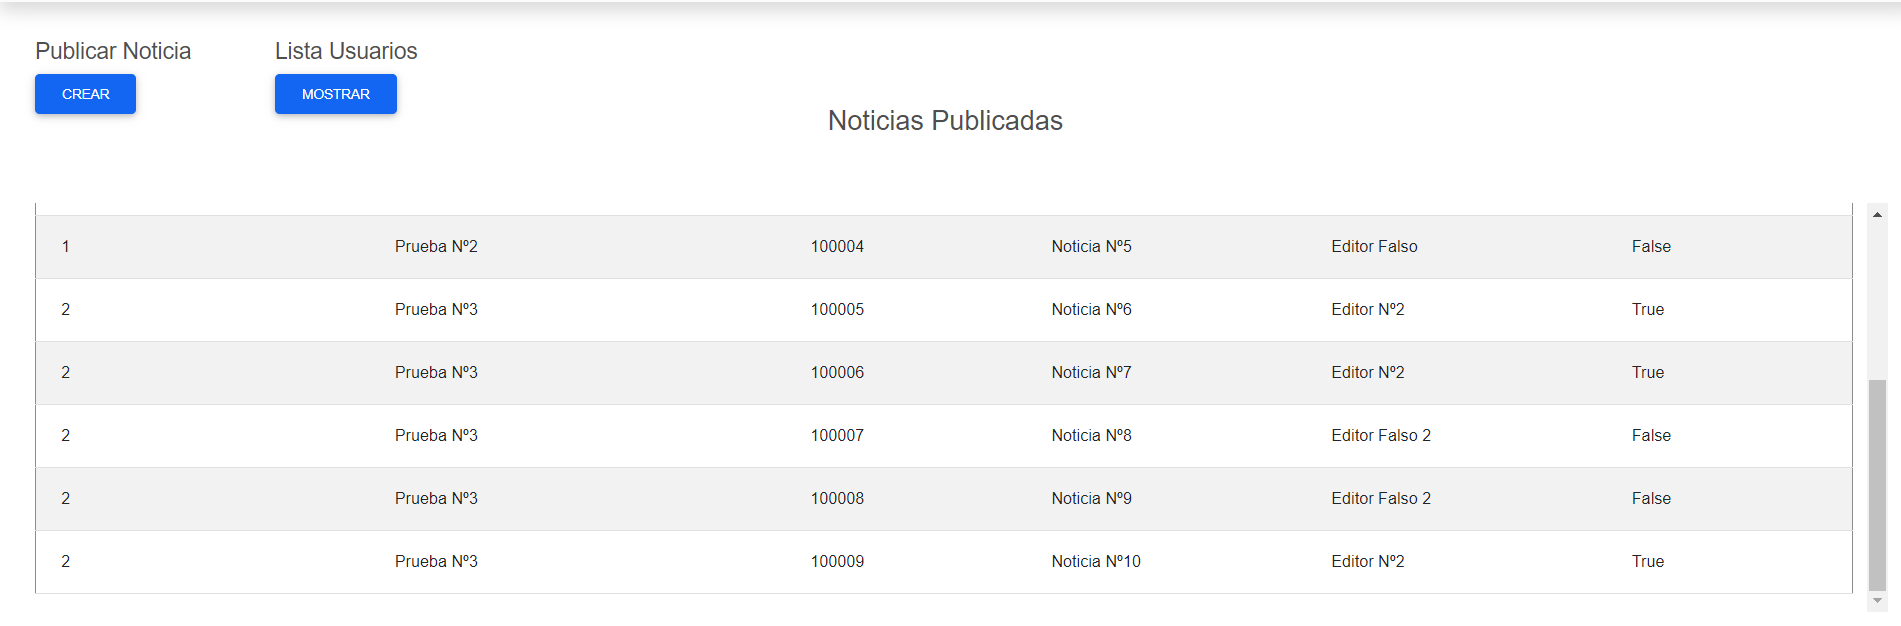 Publicar Noticia Lista Usuarios
CREAR MOSTRAR
Noticias Publicadas
1 Prueba Nº2 100004 Noticia Nº5 Editor Falso False
2 Prueba Nº3 100005 Noticia Nº6 Editor Nº2 True
2 Prueba Nº3 100006 Noticia Nº7 Editor Nº2 True
2 Prueba Nº3 100007 Noticia Nº8 Editor Falso 2 False
2 Prueba Nº3 100008 Noticia Nº9 Editor Falso 2 False
2 Prueba Nº3 100009 Noticia Nº10 Editor Nº2 True